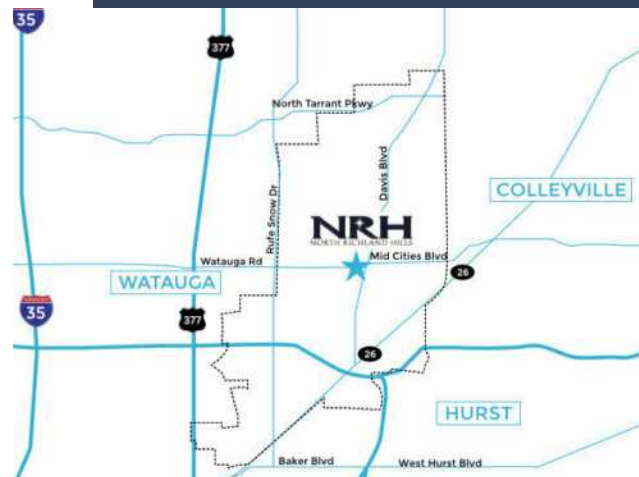 35
377
North Tarrant Pkwy
Davis Blvd
COLLEYVILLE
Rufe Snow Dr
NRH
NORTH RICHLAND HILLS
Watauga Rd
Mid Cities Blvd
26
WATAUGA
35
377
26
HURST
Baker Blvd
West Hurst Blvd